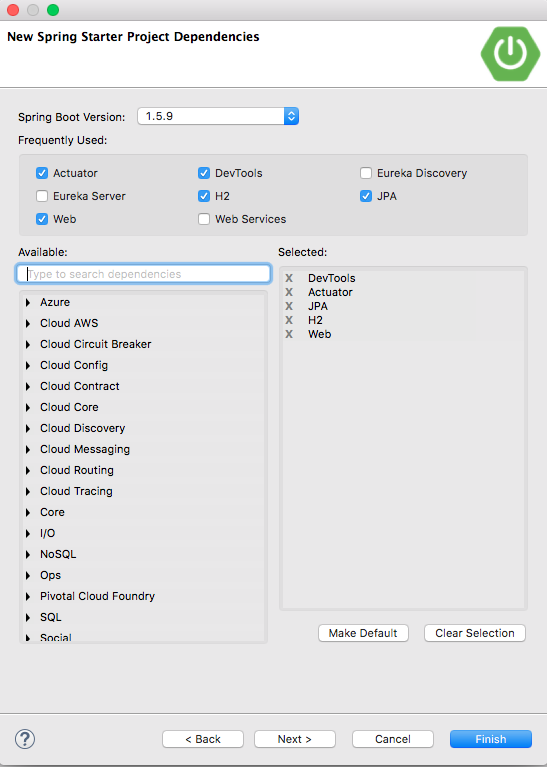 New Spring Starter Project Dependencies
Spring Boot Version: 1.5.9
Frequently Used:
Actuator DevTools Eureka Discovery
Eureka Server H2 JPA
Web Web Services
Available: Selected:
Type to search dependencies
X DevTools
X Actuator
X JPA
X H2
X Web
Azure
Cloud AWS
Cloud Circuit Breaker
Cloud Config
Cloud Contract
Cloud Core
Cloud Discovery
Cloud Messaging
Cloud Routing
Cloud Tracing
Core
I/O
NoSQL
Ops
Pivotal Cloud Foundry
SQL
Social
Make Default Clear Selection
? < Back Next > Cancel Finish